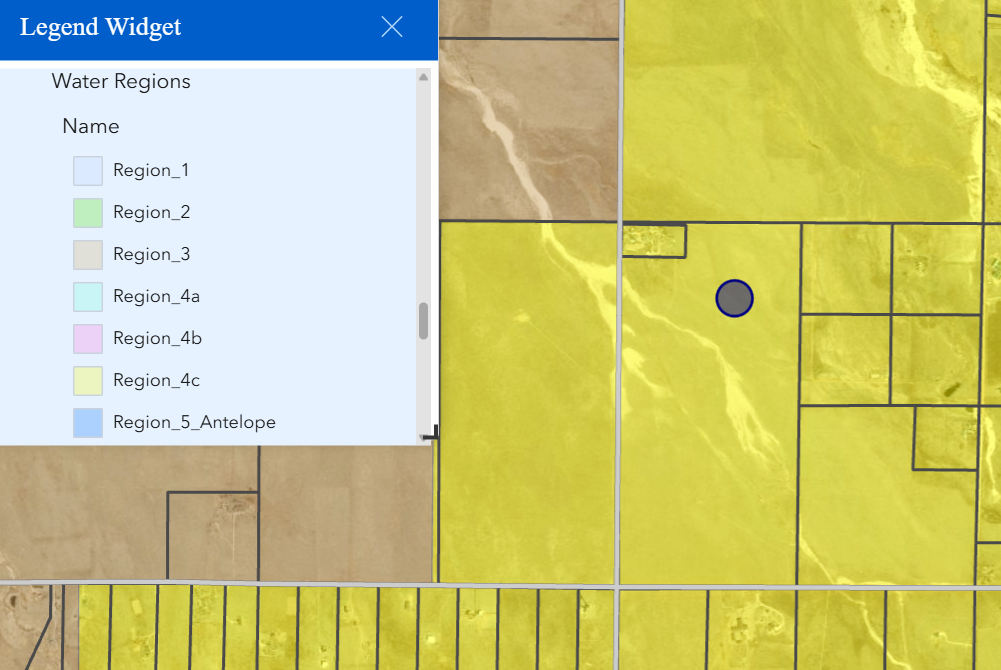 Legend Widget
Water Regions
Name
Region_1
Region_2
Region_3
Region_4a
Region_4b
Region_4c
Region_5_Antelope